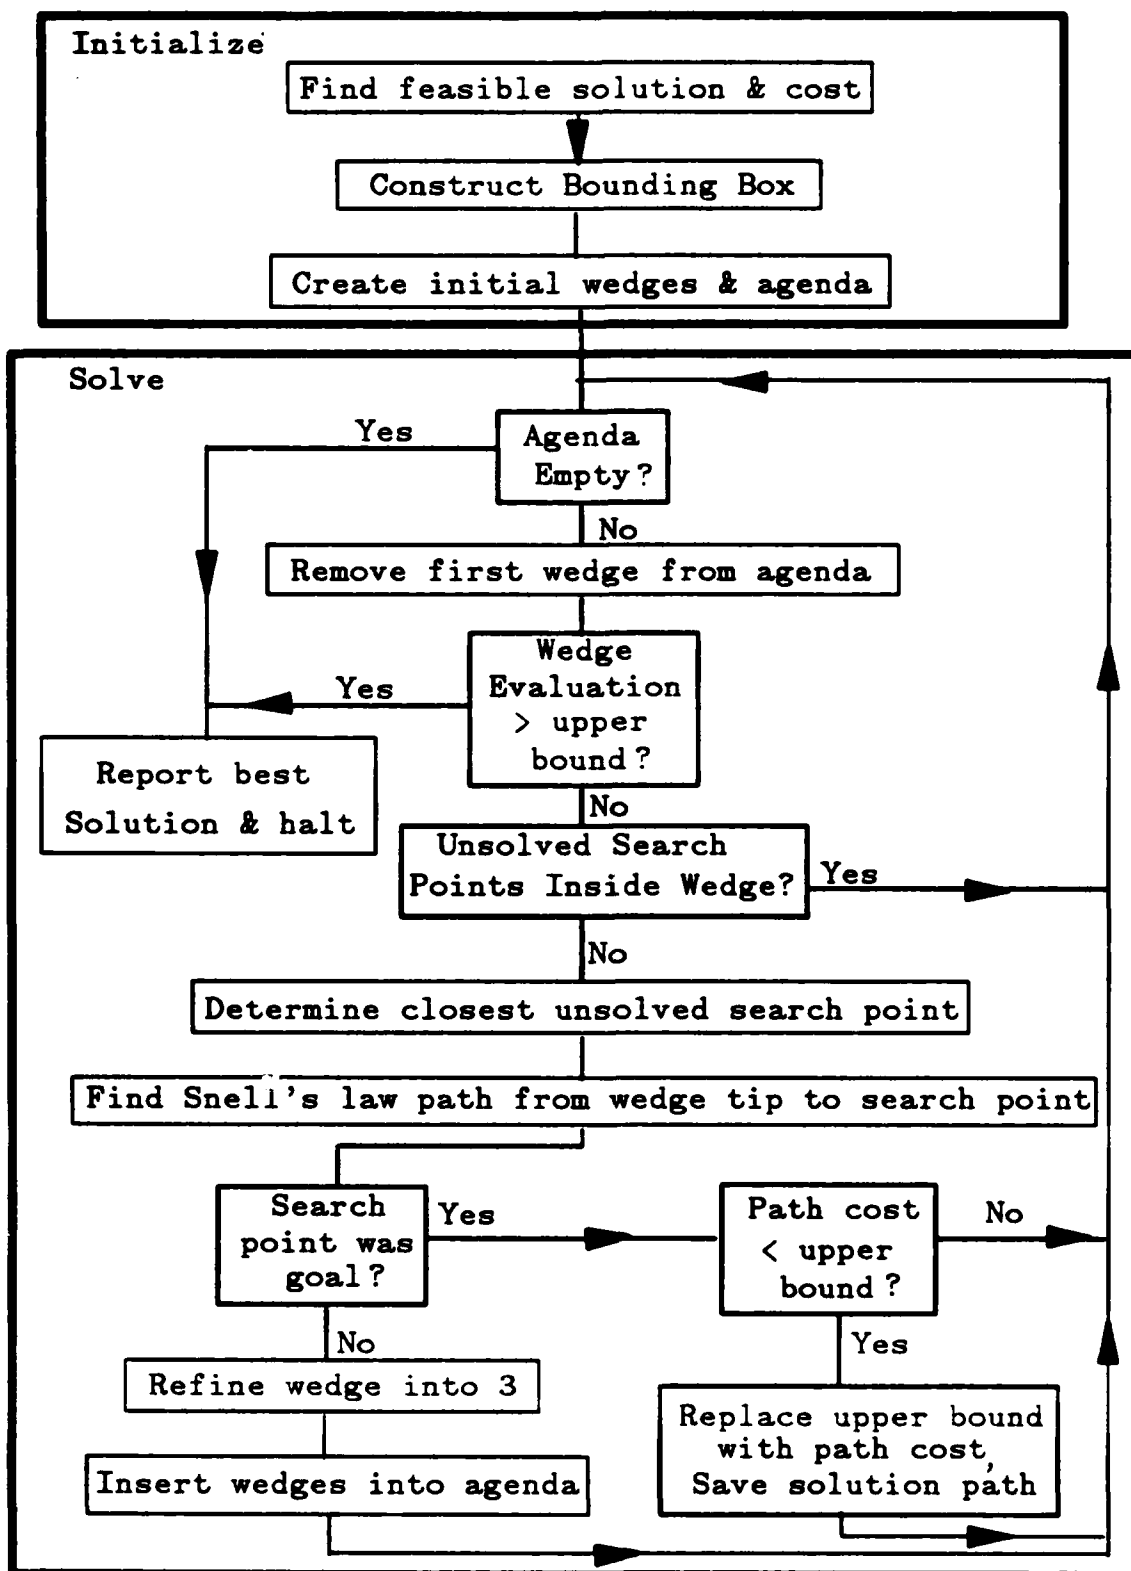 Initialize
Find feasible solution & cost
Construct Bounding Box
Create initial wedges & agenda
Solve
Yes
Agenda
Empty?
No
Remove first wedge from agenda
Wedge
Evaluation
> upper
bound?
Yes
Report best
Solution & halt
No
Unsolved Search
Points Inside Wedge?
Yes
No
Determine closest unsolved search point
Find Snell's law path from wedge tip to search point
Search
point was
goal?
Yes
Path cost
< upper
bound?
No
No
Yes
Refine wedge into 3
Replace upper bound
with path cost,
Save solution path
Insert wedges into agenda